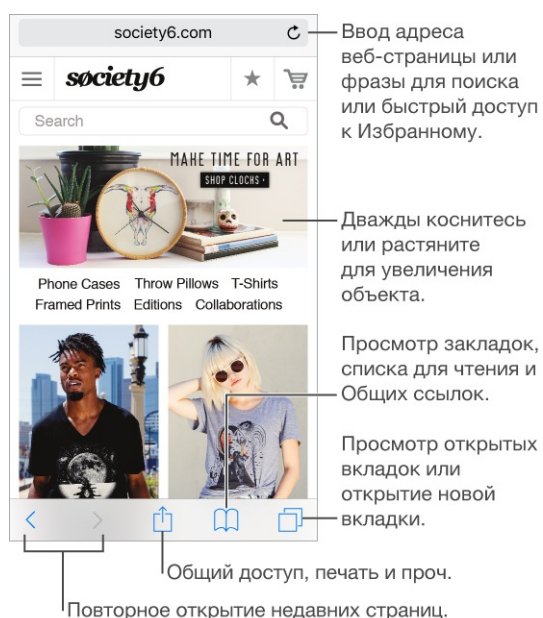 society6.com
Ввод адреса
веб-страницы или
фразы для поиска
или быстрый доступ
к Избранному.
society6
Search
MAKE TIME FOR ART
SHOP CLOCKS ›
Дважды коснитесь
или растяните
для увеличения
объекта.
Phone Cases Throw Pillows T-Shirts
Framed Prints Editions Collaborations
Просмотр закладок,
списка для чтения и
Общих ссылок.
Просмотр открытых
вкладок или
открытие новой
вкладки.
Общий доступ, печать и проч.
Повторное открытие недавних страниц.